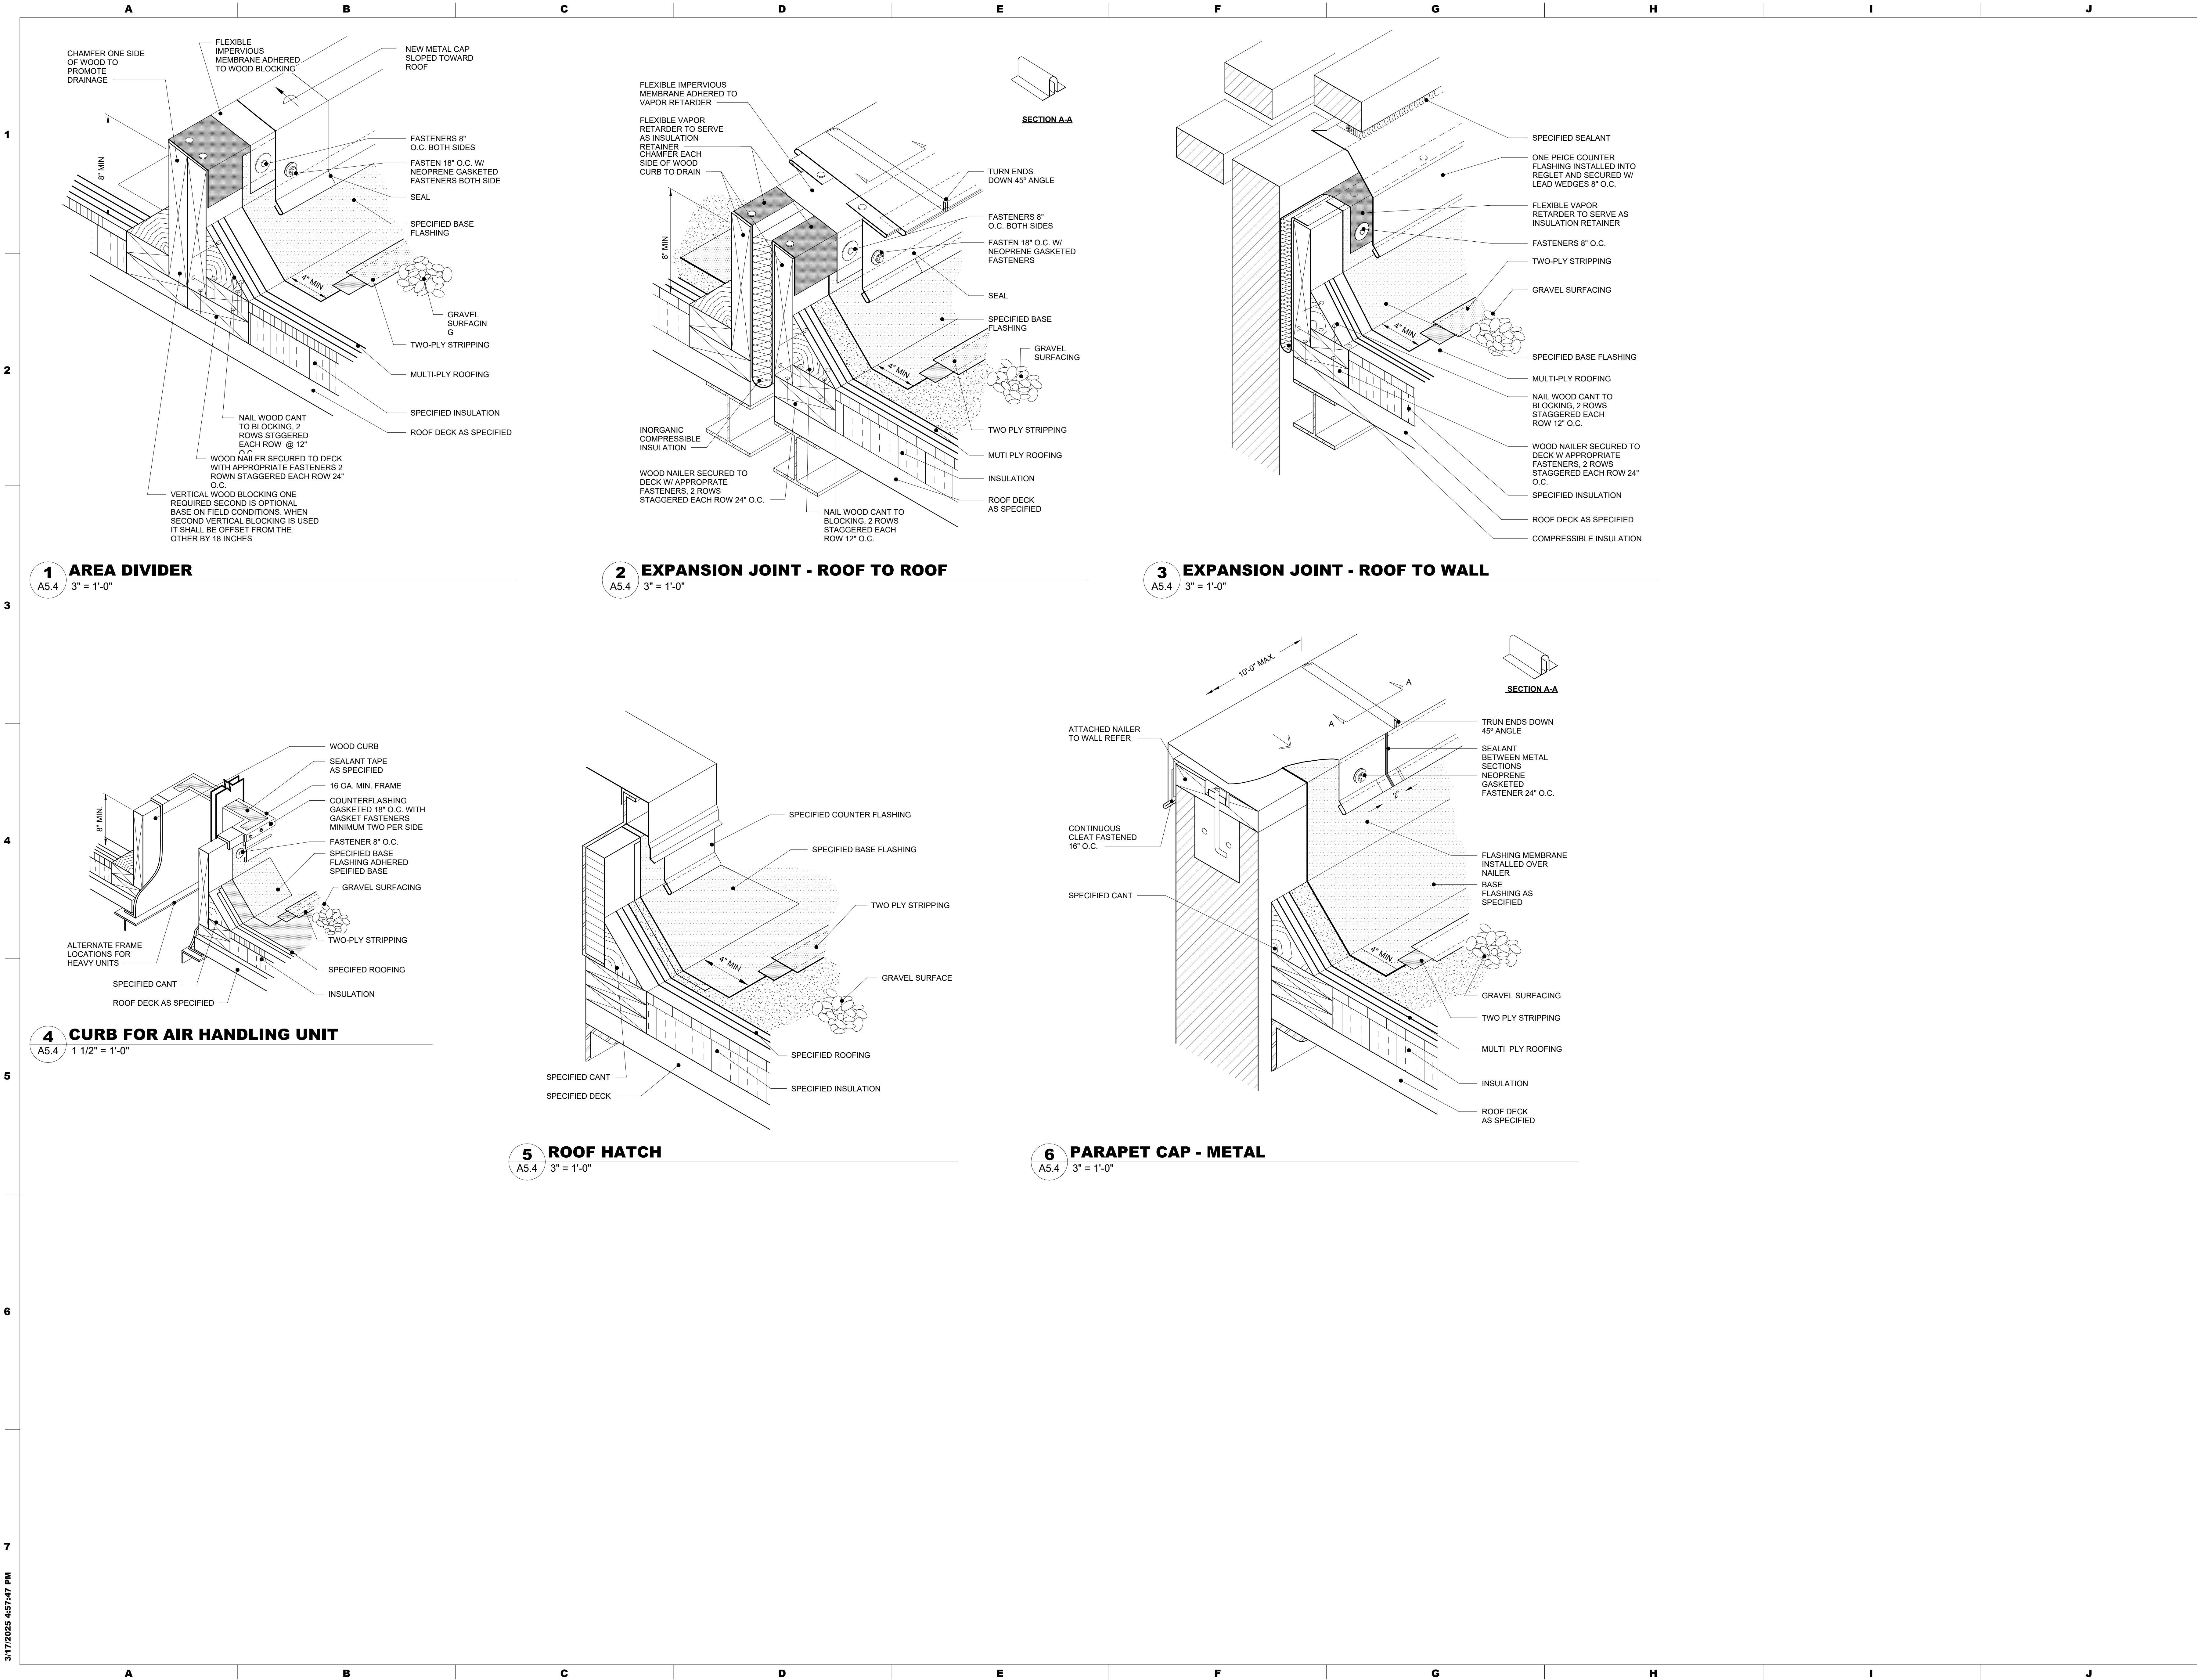 A B C D E F G H I J
1
2
3
4
5
6
7
3/17/2025 4:57:47 PM
CHAMFER ONE SIDE
OF WOOD TO
PROMOTE
DRAINAGE
FLEXIBLE
IMPERVIOUS
MEMBRANE ADHERED
TO WOOD BLOCKING
NEW METAL CAP
SLOPED TOWARD
ROOF
8" MIN
FASTENERS 8"
O.C. BOTH SIDES
FASTEN 18" O.C. W/
NEOPRENE GASKETED
FASTENERS BOTH SIDE
SEAL
SPECIFIED BASE
FLASHING
4" MIN
GRAVEL
SURFACIN
G
TWO-PLY STRIPPING
MULTI-PLY ROOFING
SPECIFIED INSULATION
ROOF DECK AS SPECIFIED
NAIL WOOD CANT
TO BLOCKING, 2
ROWS STGGERED
EACH ROW @ 12"
O.C.
WOOD NAILER SECURED TO DECK
WITH APPROPRIATE FASTENERS 2
ROWN STAGGERED EACH ROW 24"
O.C.
VERTICAL WOOD BLOCKING ONE
REQUIRED SECOND IS OPTIONAL
BASE ON FIELD CONDITIONS. WHEN
SECOND VERTICAL BLOCKING IS USED
IT SHALL BE OFFSET FROM THE
OTHER BY 18 INCHES
1 AREA DIVIDER
A5.4 3" = 1'-0"
FLEXIBLE IMPERVIOUS
MEMBRANE ADHERED TO
VAPOR RETARDER
FLEXIBLE VAPOR
RETARDER TO SERVE
AS INSULATION
RETAINER
CHAMFER EACH
SIDE OF WOOD
CURB TO DRAIN
8" MIN
SECTION A-A
TURN ENDS
DOWN 45º ANGLE
FASTENERS 8"
O.C. BOTH SIDES
FASTEN 18" O.C. W/
NEOPRENE GASKETED
FASTENERS
SEAL
SPECIFIED BASE
FLASHING
GRAVEL
SURFACING
4" MIN
TWO PLY STRIPPING
MUTI PLY ROOFING
INSULATION
ROOF DECK
AS SPECIFIED
INORGANIC
COMPRESSIBLE
INSULATION
WOOD NAILER SECURED TO
DECK W/ APPROPRATE
FASTENERS, 2 ROWS
STAGGERED EACH ROW 24" O.C.
NAIL WOOD CANT TO
BLOCKING, 2 ROWS
STAGGERED EACH
ROW 12" O.C.
2 EXPANSION JOINT - ROOF TO ROOF
A5.4 3" = 1'-0"
SPECIFIED SEALANT
ONE PEICE COUNTER
FLASHING INSTALLED INTO
REGLET AND SECURED W/
LEAD WEDGES 8" O.C.
FLEXIBLE VAPOR
RETARDER TO SERVE AS
INSULATION RETAINER
FASTENERS 8" O.C.
TWO-PLY STRIPPING
GRAVEL SURFACING
4" MIN
SPECIFIED BASE FLASHING
MULTI-PLY ROOFING
NAIL WOOD CANT TO
BLOCKING, 2 ROWS
STAGGERED EACH
ROW 12" O.C.
WOOD NAILER SECURED TO
DECK W APPROPRIATE
FASTENERS, 2 ROWS
STAGGERED EACH ROW 24"
O.C.
SPECIFIED INSULATION
ROOF DECK AS SPECIFIED
COMPRESSIBLE INSULATION
3 EXPANSION JOINT - ROOF TO WALL
A5.4 3" = 1'-0"
WOOD CURB
SEALANT TAPE
AS SPECIFIED
16 GA. MIN. FRAME
COUNTERFLASHING
GASKETED 18" O.C. WITH
GASKET FASTENERS
MINIMUM TWO PER SIDE
FASTENER 8" O.C.
SPECIFIED BASE
FLASHING ADHERED
SPEIFIED BASE
GRAVEL SURFACING
8" MIN.
TWO-PLY STRIPPING
SPECIFED ROOFING
INSULATION
ALTERNATE FRAME
LOCATIONS FOR
HEAVY UNITS
SPECIFIED CANT
ROOF DECK AS SPECIFIED
4 CURB FOR AIR HANDLING UNIT
A5.4 1 1/2" = 1'-0"
SPECIFIED COUNTER FLASHING
SPECIFIED BASE FLASHING
TWO PLY STRIPPING
4" MIN
GRAVEL SURFACE
SPECIFIED ROOFING
SPECIFIED INSULATION
SPECIFIED CANT
SPECIFIED DECK
5 ROOF HATCH
A5.4 3" = 1'-0"
10'-0" MAX.
A
A
SECTION A-A
ATTACHED NAILER
TO WALL REFER
TRUN ENDS DOWN
45º ANGLE
SEALANT
BETWEEN METAL
SECTIONS
NEOPRENE
GASKETED
FASTENER 24" O.C.
2"
CONTINUOUS
CLEAT FASTENED
16" O.C.
FLASHING MEMBRANE
INSTALLED OVER
NAILER
BASE
FLASHING AS
SPECIFIED
SPECIFIED CANT
4" MIN.
GRAVEL SURFACING
TWO PLY STRIPPING
MULTI PLY ROOFING
INSULATION
ROOF DECK
AS SPECIFIED
6 PARAPET CAP - METAL
A5.4 3" = 1'-0"
A B C D E F G H I J